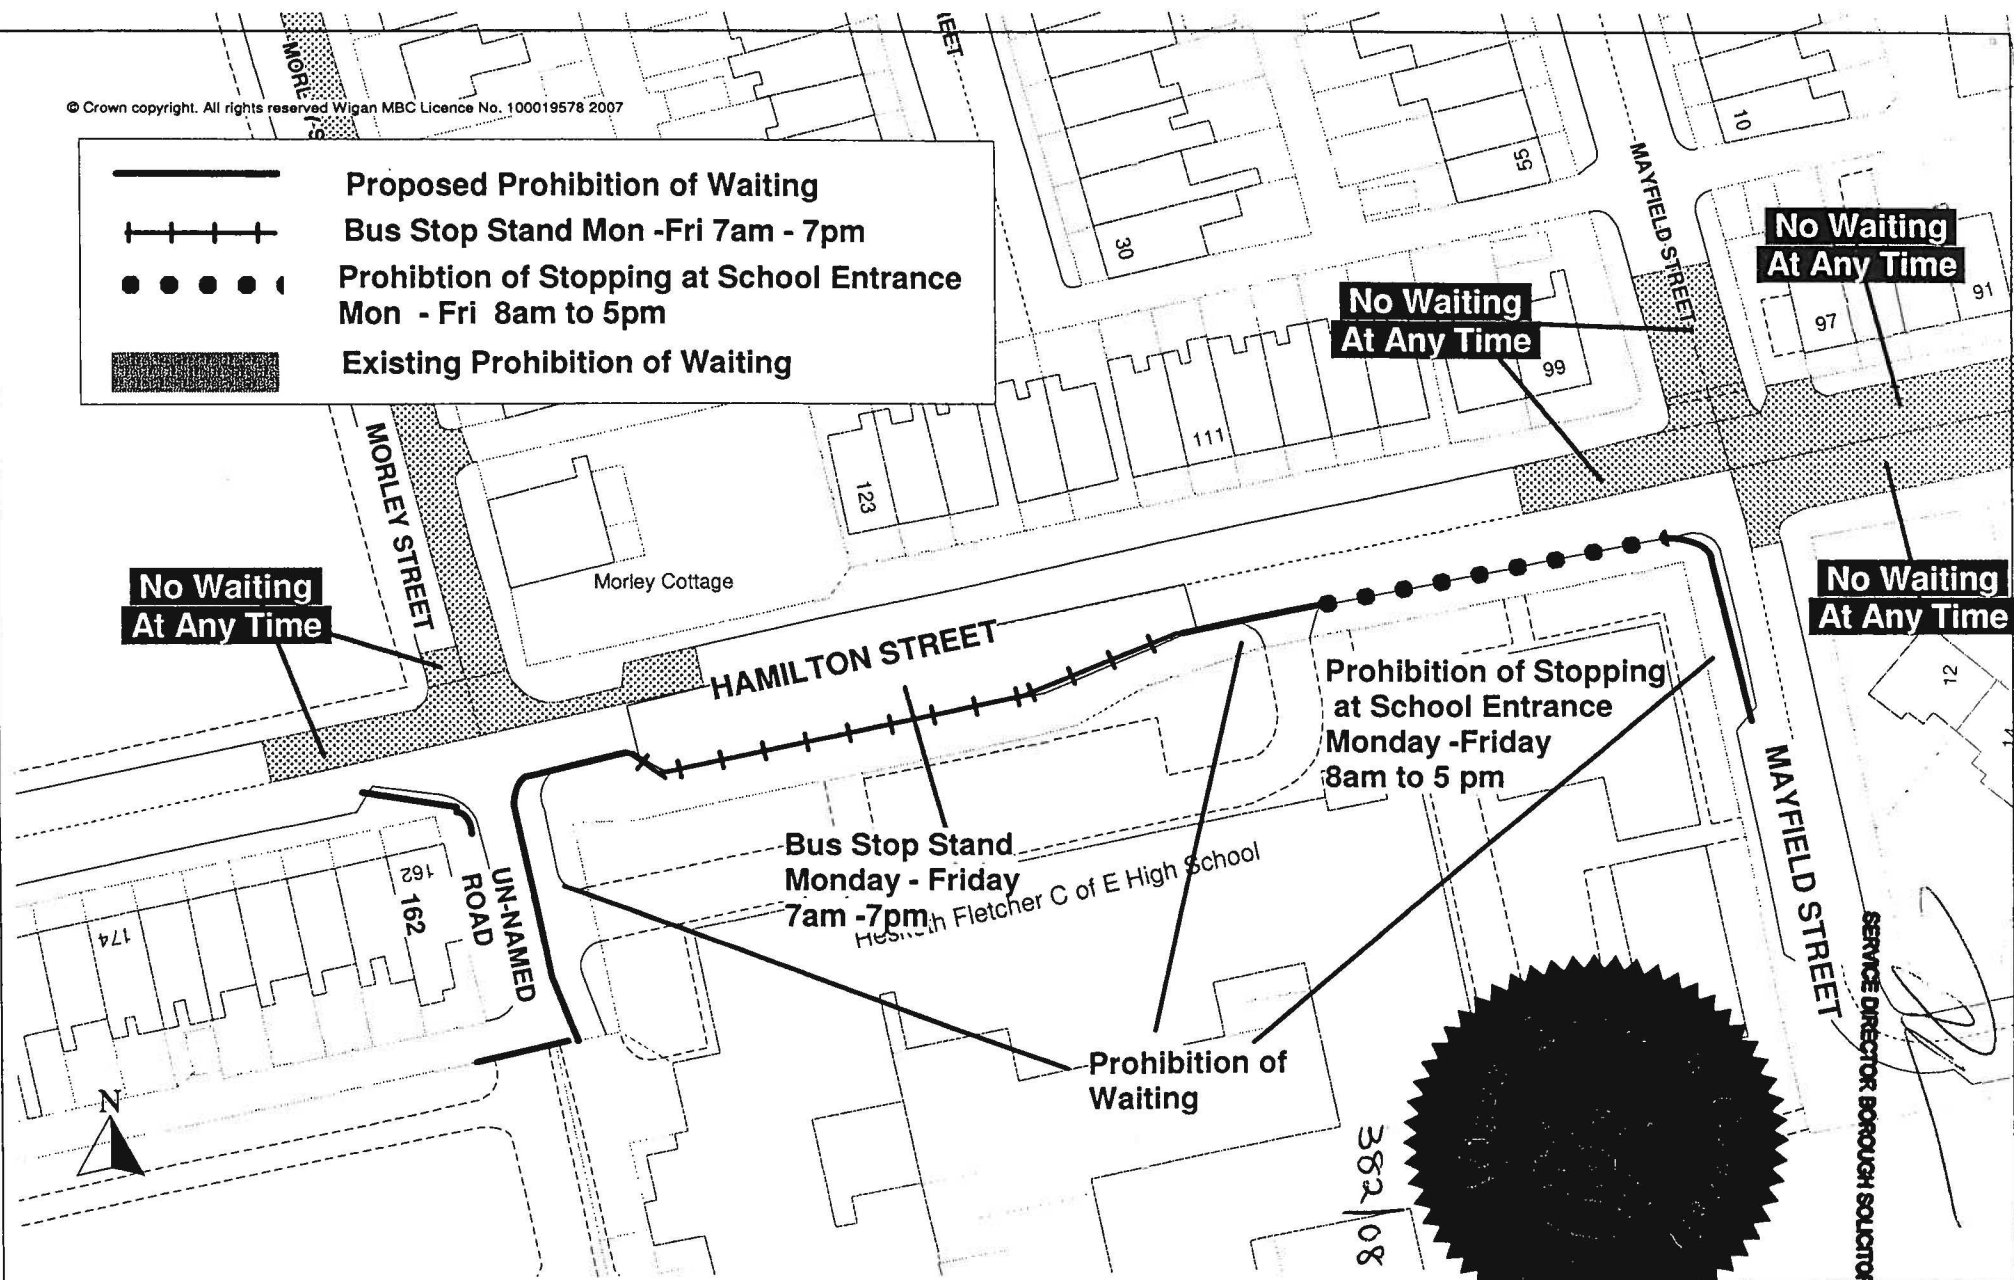 © Crown copyright. All rights reserved Wigan MBC Licence No. 100019578 2007
Proposed Prohibition of Waiting
Bus Stop Stand Mon -Fri 7am - 7pm
Prohibtion of Stopping at School Entrance
Mon - Fri 8am to 5pm
Existing Prohibition of Waiting
10
55
30
MAYFIELD STREET
No Waiting
At Any Time
91
97
No Waiting
At Any Time
99
111
123
MORLEY STREET
Morley Cottage
No Waiting
At Any Time
No Waiting
At Any Time
HAMILTON STREET
12
14
Prohibition of Stopping
at School Entrance
Monday -Friday
8am to 5 pm
MAYFIELD STREET
Bus Stop Stand
Monday - Friday
7am -7pm
Fletcher C of E High School
162
162
174
UN-NAMED
ROAD
Prohibition of
Waiting
N
382/08
SERVICE DIRECTOR BOROUGH SOLICITOR